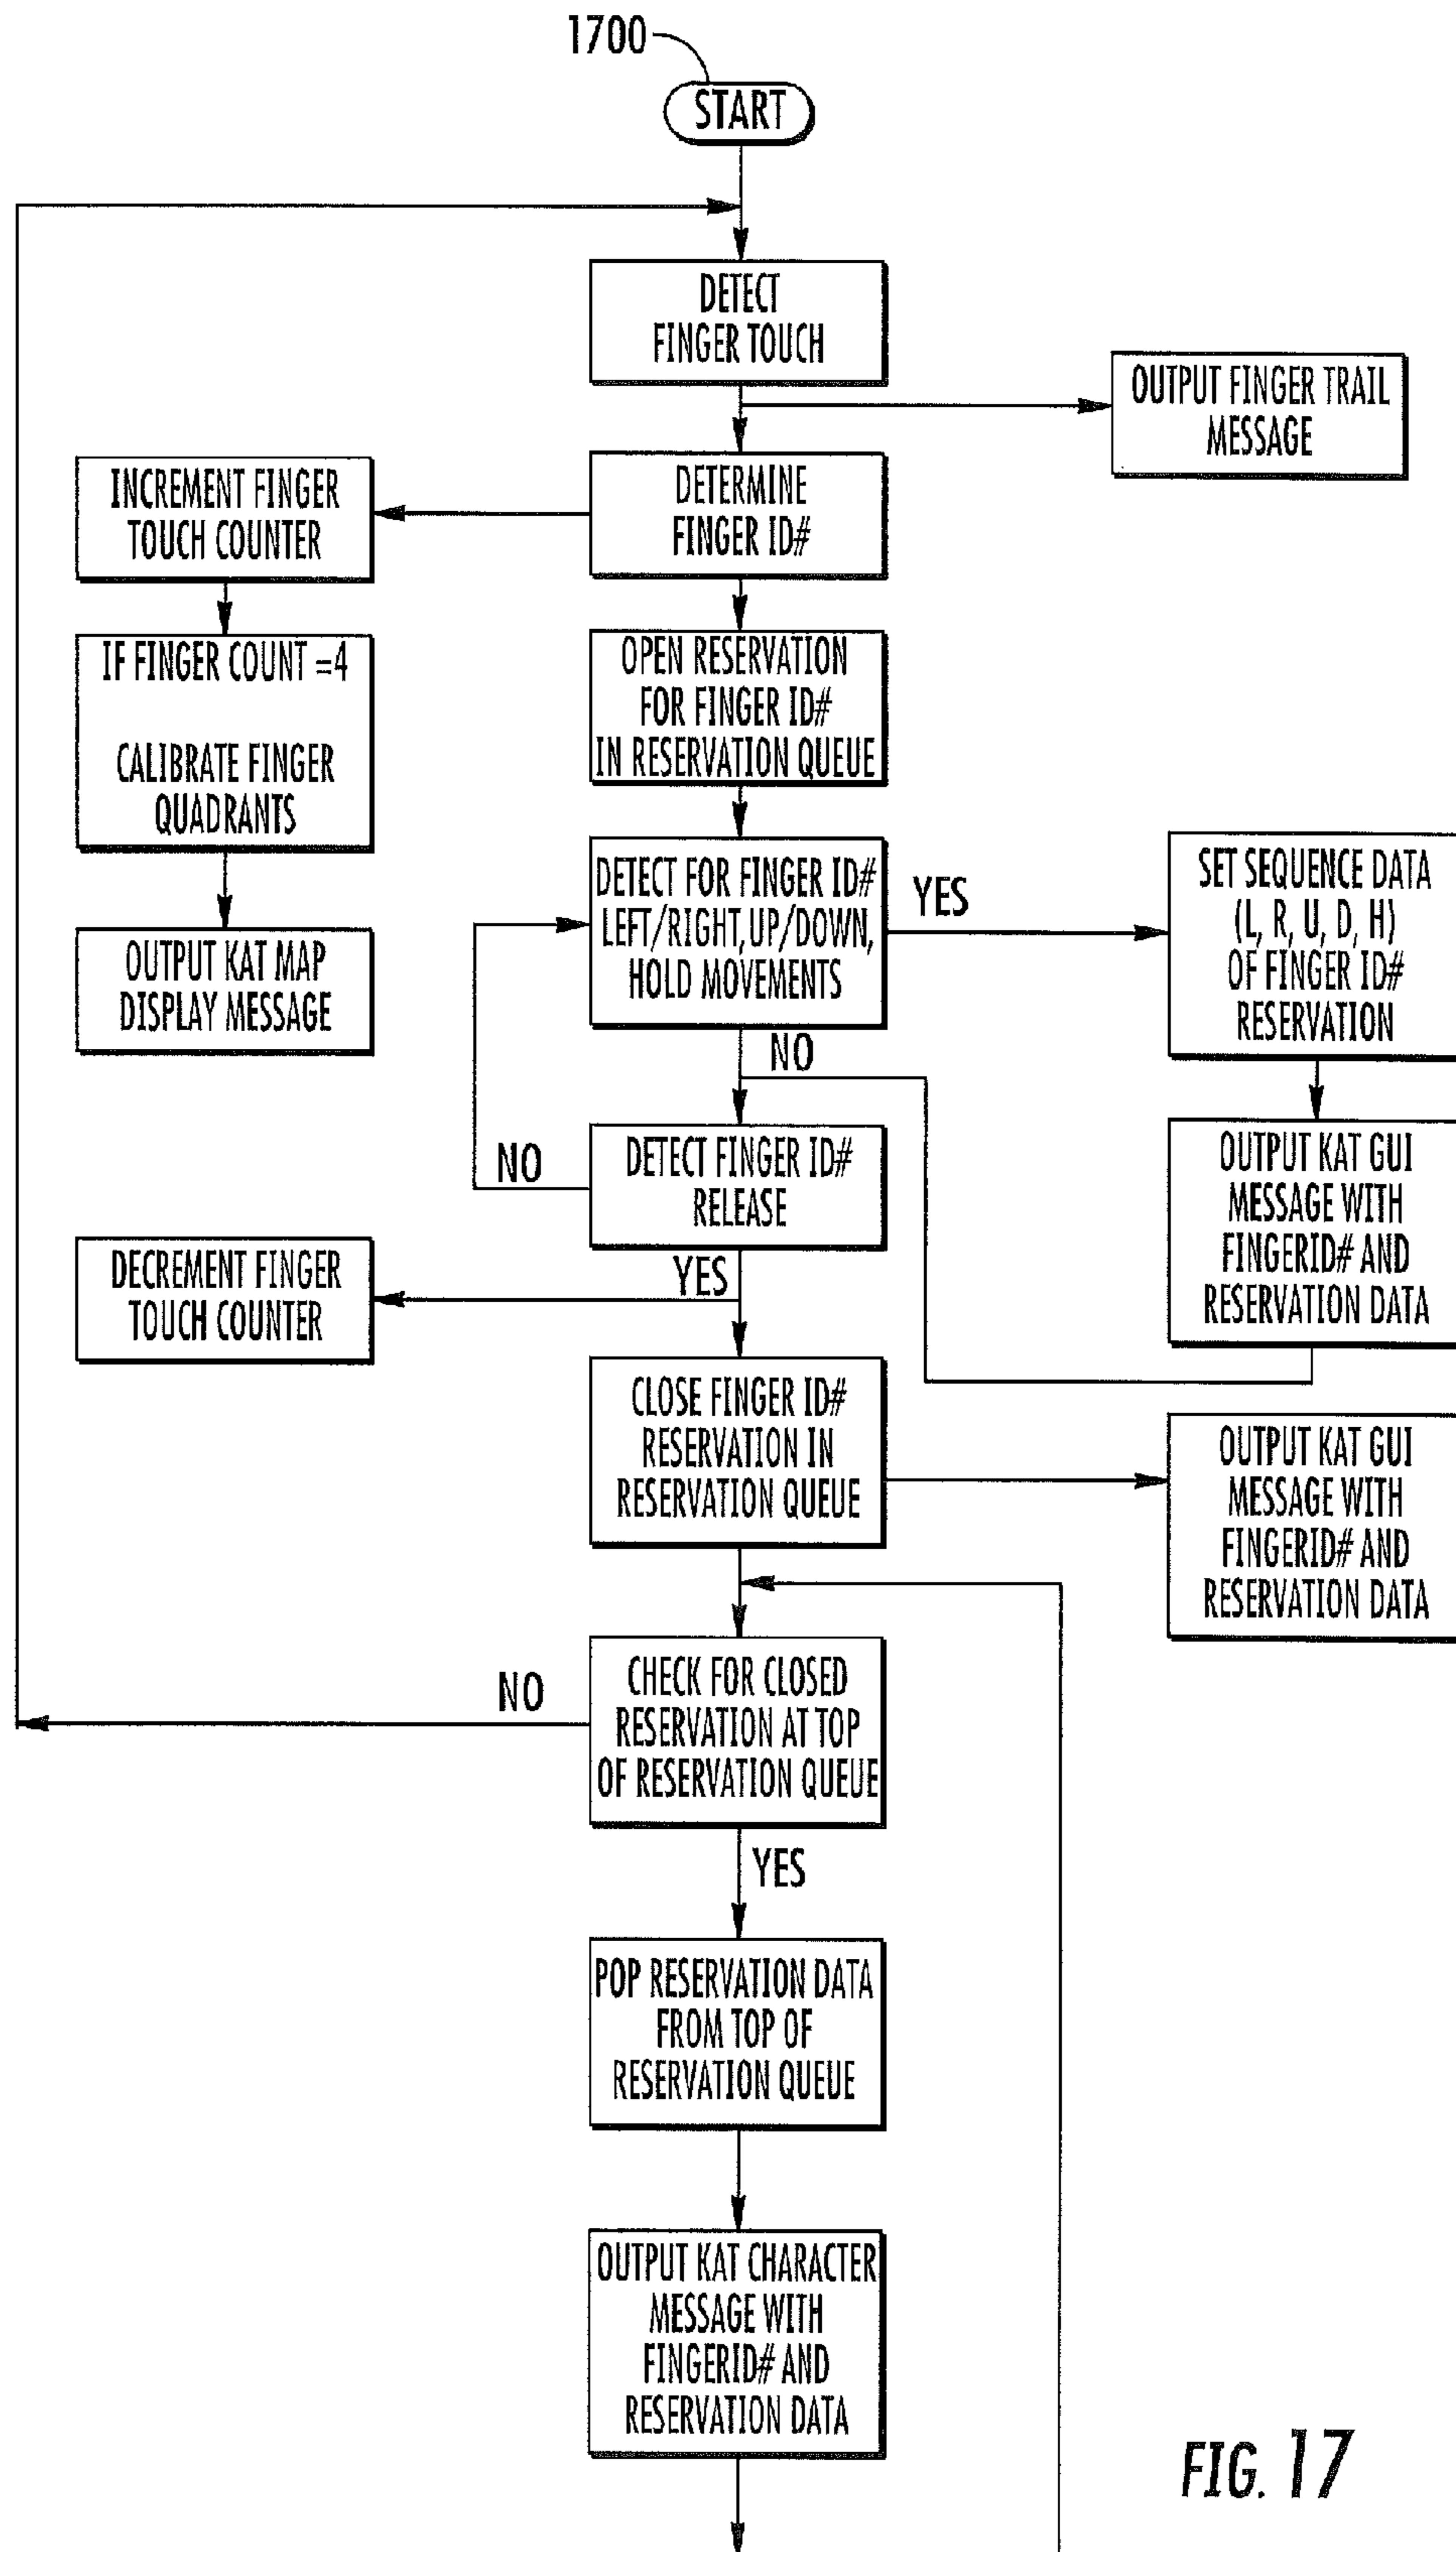 1700
START
DETECT
FINGER TOUCH
OUTPUT FINGER TRAIL
MESSAGE
DETERMINE
FINGER ID#
INCREMENT FINGER
TOUCH COUNTER
IF FINGER COUNT =4
CALIBRATE FINGER
QUADRANTS
OUTPUT KAT MAP
DISPLAY MESSAGE
OPEN RESERVATION
FOR FINGER ID#
IN RESERVATION QUEUE
DETECT FOR FINGER ID#
LEFT/RIGHT, UP/DOWN,
HOLD MOVEMENTS
YES
SET SEQUENCE DATA
(L, R, U, D, H)
OF FINGER ID#
RESERVATION
NO
OUTPUT KAT GUI
MESSAGE WITH
FINGERID# AND
RESERVATION DATA
DETECT FINGER ID#
RELEASE
NO
YES
DECREMENT FINGER
TOUCH COUNTER
CLOSE FINGER ID#
RESERVATION IN
RESERVATION QUEUE
OUTPUT KAT GUI
MESSAGE WITH
FINGERID# AND
RESERVATION DATA
CHECK FOR CLOSED
RESERVATION AT TOP
OF RESERVATION QUEUE
NO
YES
POP RESERVATION DATA
FROM TOP OF
RESERVATION QUEUE
OUTPUT KAT CHARACTER
MESSAGE WITH
FINGERID# AND
RESERVATION DATA
FIG. 17